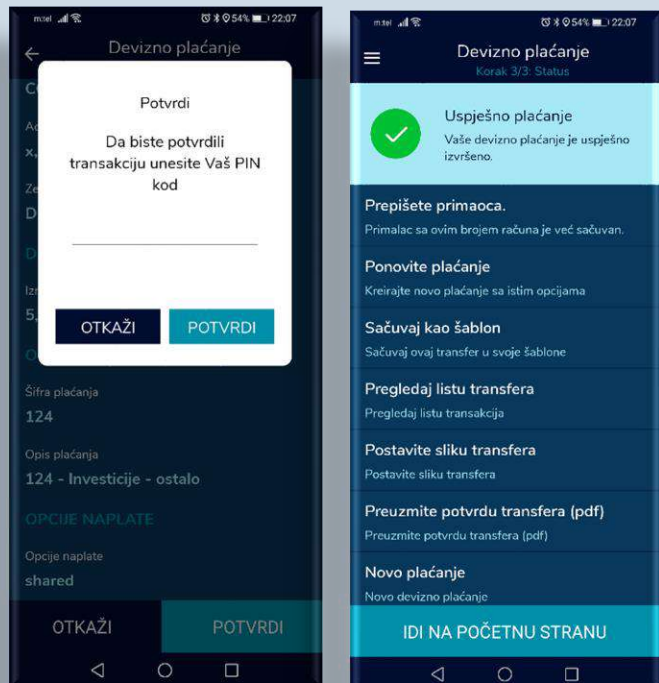 m:tel 54% 22:07
Devizno plaćanje
Potvrdi
Da biste potvrdili
transakciju unesite Vaš PIN
kod
OTKAŽI POTVRDI
Šifra plaćanja
124
Opis plaćanja
124 - Investicije - ostalo
OPCIJE NAPLATE
Opcije naplate
shared
OTKAŽI POTVRDI
m:tel 54% 22:07
Devizno plaćanje
Korak 3/3: Status
Uspješno plaćanje
Vaše devizno plaćanje je uspješno
izvršeno.
Prepišete primaoca.
Primalac sa ovim brojem računa je već sačuvan.
Ponovite plaćanje
Kreirajte novo plaćanje sa istim opcijama
Sačuvaj kao šablon
Sačuvaj ovaj transfer u svoje šablone
Pregledaj listu transfera
Pregledaj listu transakcija
Postavite sliku transfera
Postavite sliku transfera
Preuzmite potvrdu transfera (pdf)
Preuzmite potvrdu transfera (pdf)
Novo plaćanje
Novo devizno plaćanje
IDI NA POČETNU STRANU